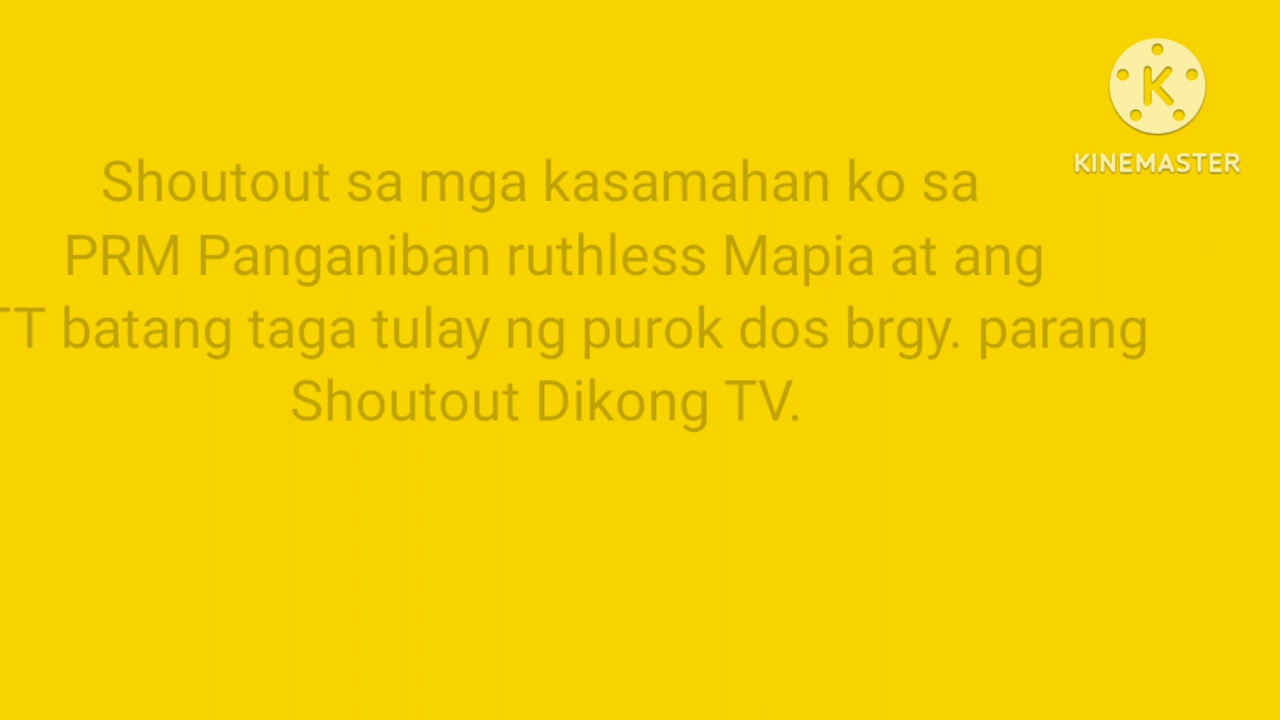 KINEMASTER
Shoutout sa mga kasamahan ko sa
PRM Panganiban ruthless Mapia at ang
batang taga tulay ng purok dos brgy. parang
Shoutout Dikong TV.